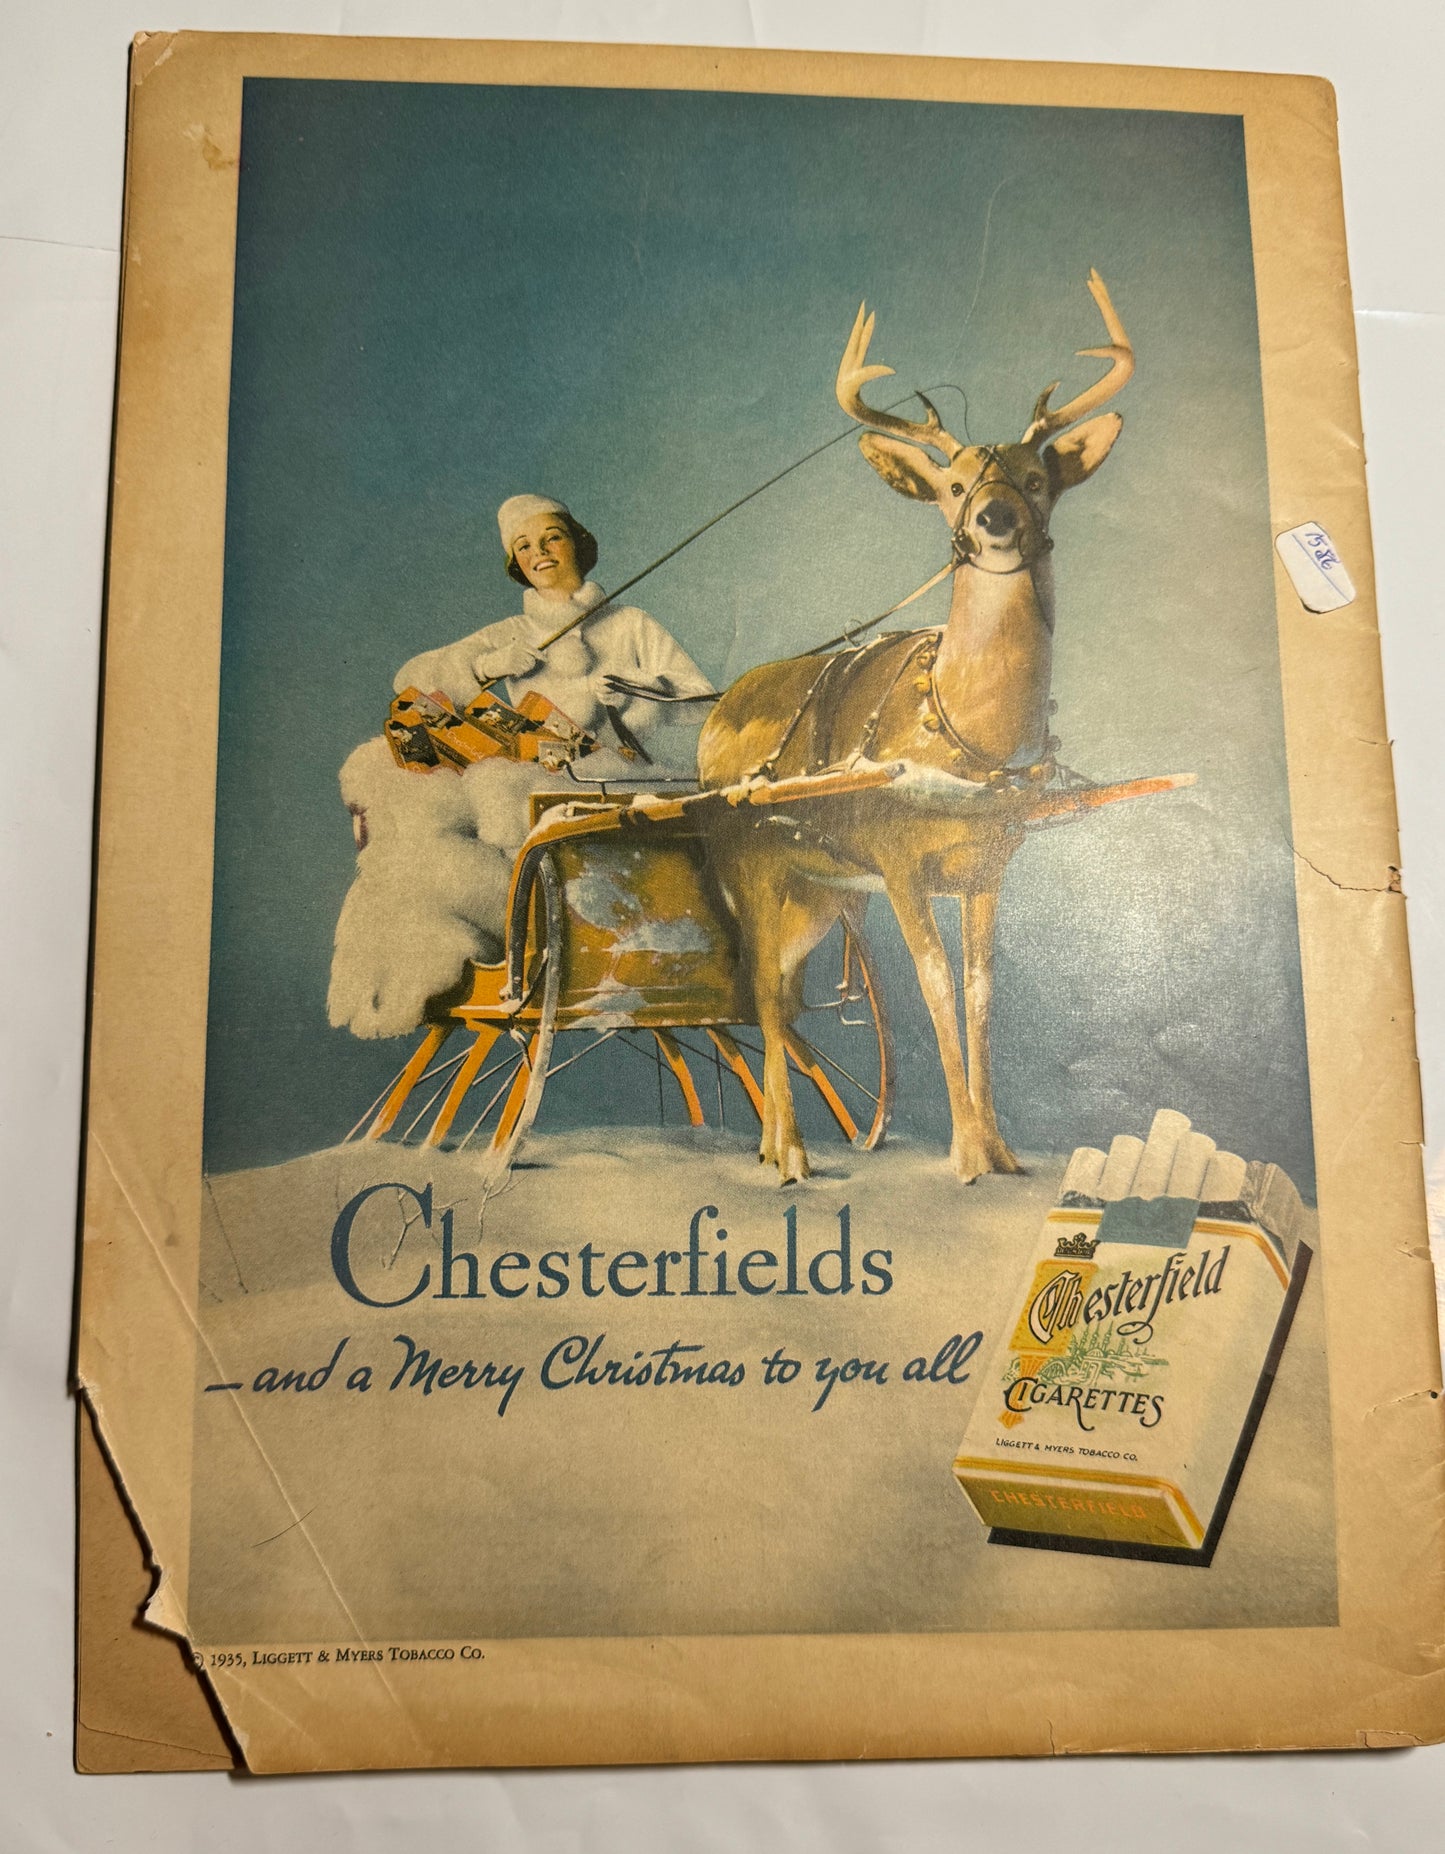 Chesterfields
– and a Merry Christmas to you all
Chesterfield
CIGARETTES
LIGGETT & MYERS TOBACCO CO.
CHESTERFIELD
© 1935, LIGGETT & MYERS TOBACCO CO.